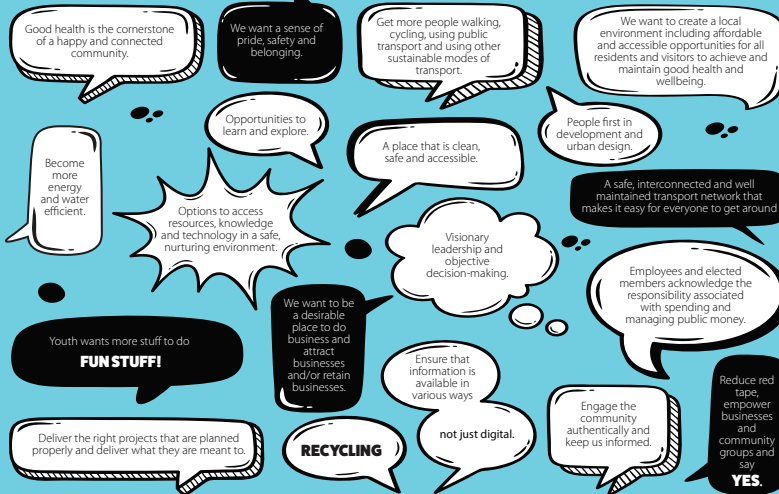 Good health is the cornerstone
of a happy and connected
community.
We want a sense of
pride, safety and
belonging.
Get more people walking,
cycling, using public
transport and using other
sustainable modes of
transport.
We want to create a local
environment including affordable
and accessible opportunities for all
residents and visitors to achieve and
maintain good health and
wellbeing.
Opportunities to
learn and explore.
People first in
development and
urban design.
A place that is clean,
safe and accessible.
Become
more
energy
and water
efficient.
A safe, interconnected and well
maintained transport network that
makes it easy for everyone to get around
Options to access
resources, knowledge
and technology in a safe,
nurturing environment.
Visionary
leadership and
objective
decision-making.
Employees and elected
members acknowledge the
responsibility associated
with spending and
managing public money.
We want to be
a desirable
place to do
business and
attract
businesses
and/or retain
businesses.
Youth wants more stuff to do
FUN STUFF!
Ensure that
information is
available in
various ways
not just digital.
Reduce red
tape,
empower
businesses
and
community
groups and
say
YES.
Engage the
community
authentically and
keep us informed.
Deliver the right projects that are planned
properly and deliver what they are meant to.
RECYCLING